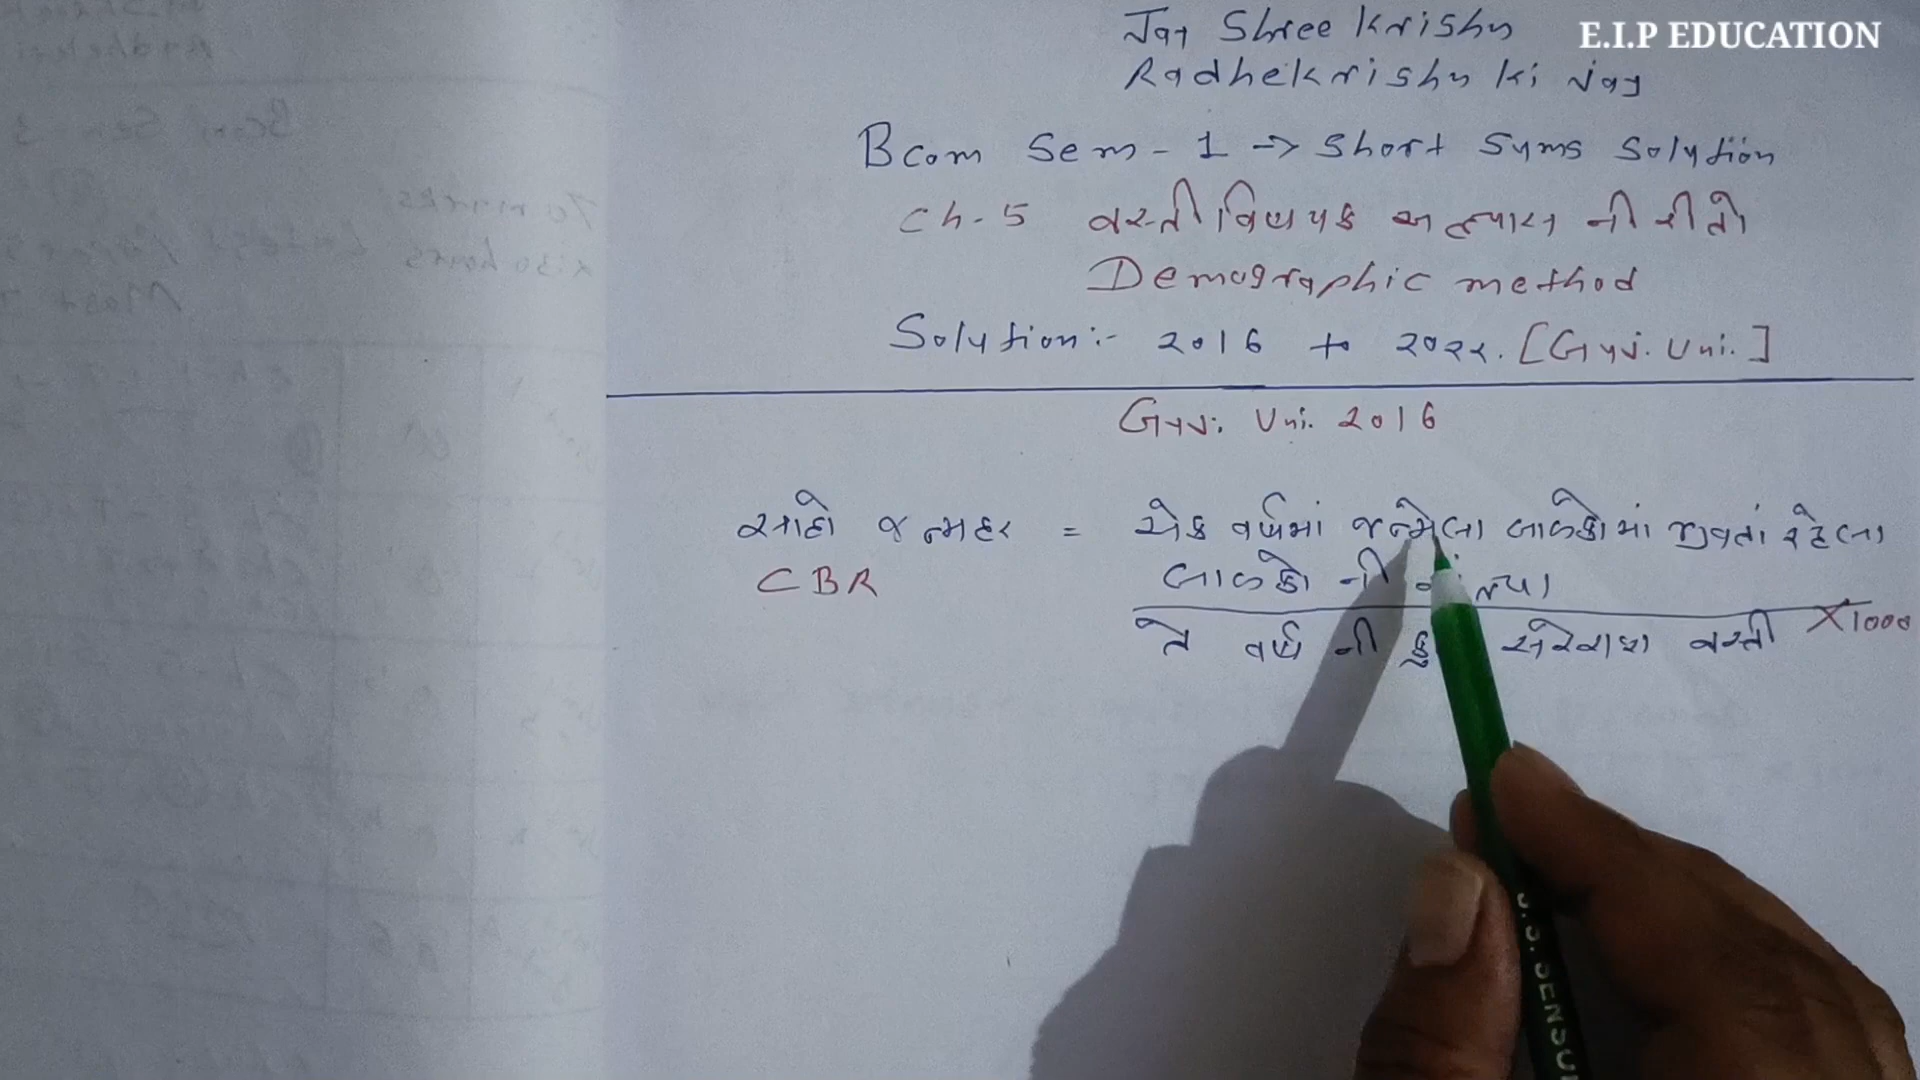 E.I.P EDUCATION
Jay Shree Krishn
Radhekrishn ki Jay
Bcom Sem - 1 -> Short Sums Solution
Ch-5 વસ્તીવિષયક અભ્યાસ ની રીતો
Demographic method
Solution:- 2016 to 2022. [Guj. Uni.]
Guj. Uni. 2016
સાદો જન્મદર = એક વર્ષમાં જન્મેલા બાળકોમાં જીવતાં રહેલા
CBR બાળકો ની
તે વર્ષ ની સરેરાશ વસ્તી X1000